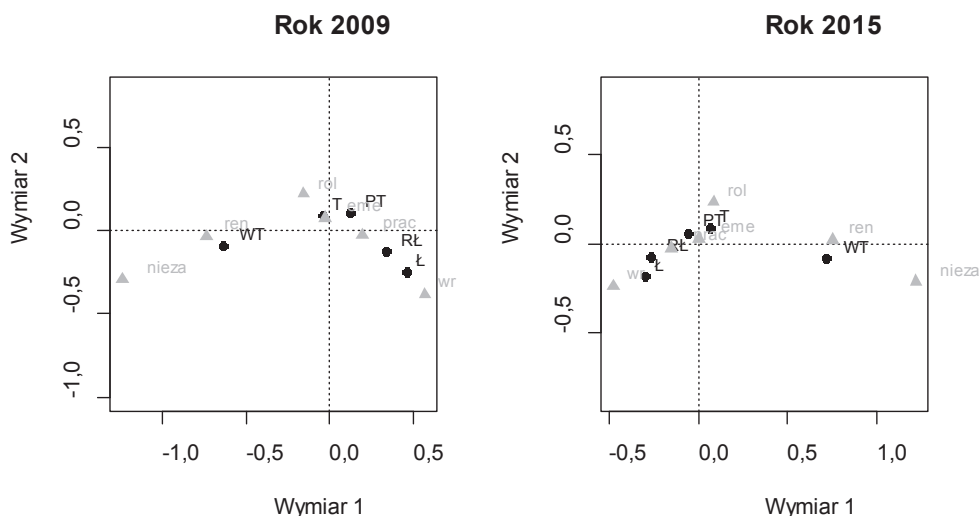 Rok 2009
Wymiar 2
0,5
0,0
-0,5
-1,0
rol
T
eme
PT
prac
ren
WT
RŁ
Ł
nieza
wr
-1,0 -0,5 0,0 0,5
Wymiar 1
Rok 2015
Wymiar 2
0,5
0,0
-0,5
rol
PT
T
eme
prac
ren
WT
RŁ
Ł
wr
nieza
-0,5 0,0 0,5 1,0
Wymiar 1